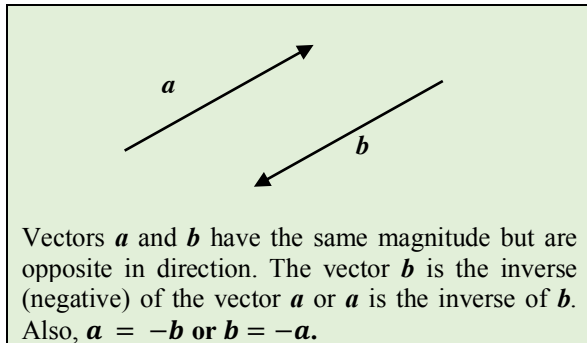 a
b
Vectors a and b have the same magnitude but are
opposite in direction. The vector b is the inverse
(negative) of the vector a or a is the inverse of b.
Also, a = −b or b = −a.